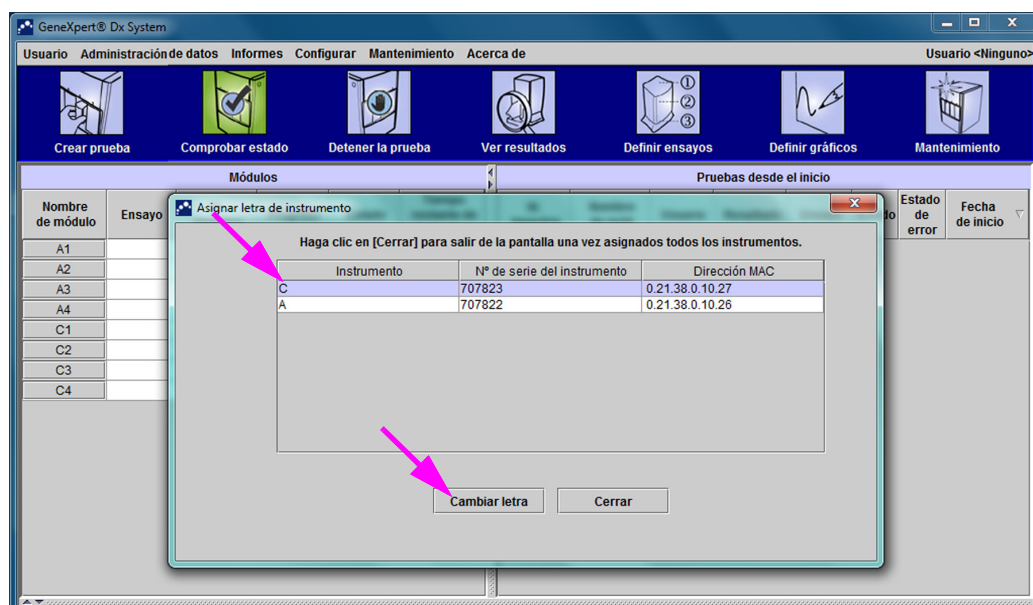 GeneXpert® Dx System
Usuario Administración de datos Informes Configurar Mantenimiento Acerca de Usuario <Ninguno>
Crear prueba Comprobar estado Detener la prueba Ver resultados Definir ensayos Definir gráficos Mantenimiento
Módulos Pruebas desde el inicio
Nombre
de módulo
Ensayo
Estado
de
error
Fecha
de inicio
A1
A2
A3
A4
C1
C2
C3
C4
Asignar letra de instrumento
Haga clic en [Cerrar] para salir de la pantalla una vez asignados todos los instrumentos.
Instrumento Nº de serie del instrumento Dirección MAC
C 707823 0.21.38.0.10.27
A 707822 0.21.38.0.10.26
Cambiar letra Cerrar